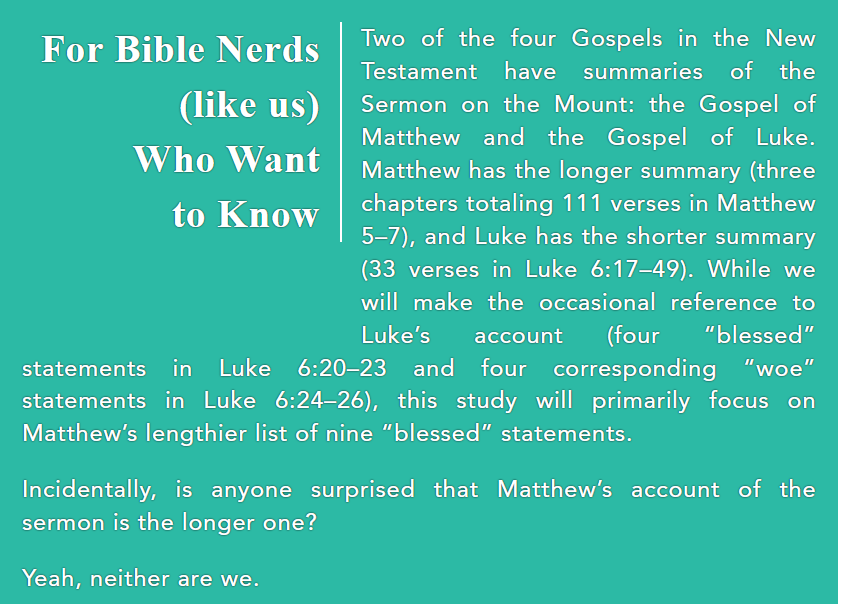 For Bible Nerds
(like us)
Who Want
to Know
Two of the four Gospels in the New
Testament have summaries of the
Sermon on the Mount: the Gospel of
Matthew and the Gospel of Luke.
Matthew has the longer summary (three
chapters totaling 111 verses in Matthew
5–7), and Luke has the shorter summary
(33 verses in Luke 6:17–49). While we
will make the occasional reference to
Luke’s account (four “blessed”
statements in Luke 6:20–23 and four corresponding “woe”
statements in Luke 6:24–26), this study will primarily focus on
Matthew’s lengthier list of nine “blessed” statements.
Incidentally, is anyone surprised that Matthew’s account of the
sermon is the longer one?
Yeah, neither are we.